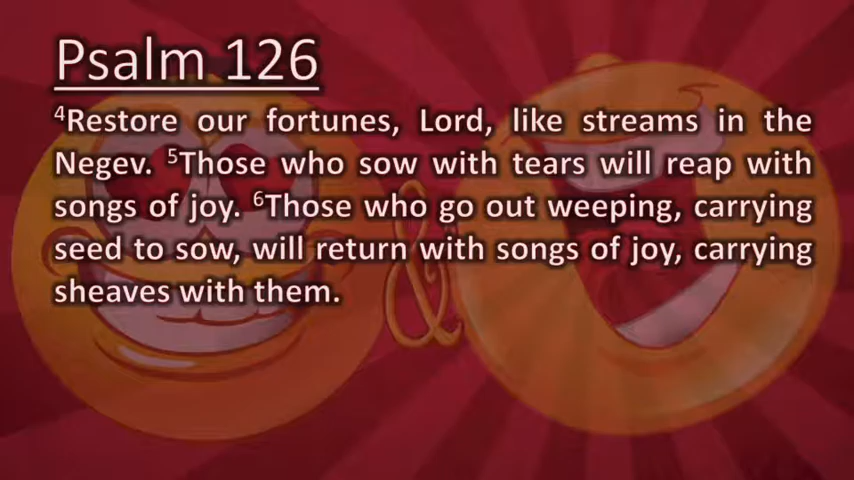 Psalm 126
⁴Restore our fortunes, Lord, like streams in the
Negev. ⁵Those who sow with tears will reap with
songs of joy. ⁶Those who go out weeping, carrying
seed to sow, will return with songs of joy, carrying
sheaves with them.
&